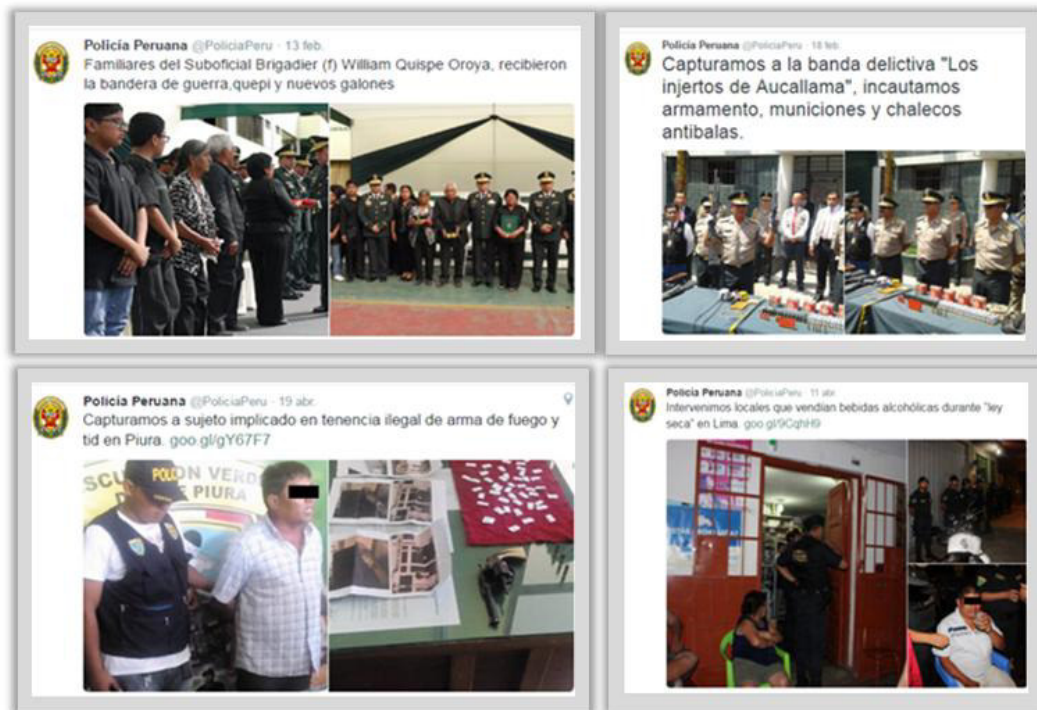 Policía Peruana @PoliciaPeru · 13 feb.
Familiares del Suboficial Brigadier (f) William Quispe Oroya, recibieron
la bandera de guerra,quepi y nuevos galones
Policía Peruana @PoliciaPeru · 18 feb.
Capturamos a la banda delictiva "Los
injertos de Aucallama", incautamos
armamento, municiones y chalecos
antibalas.
Policía Peruana @PoliciaPeru · 19 abr.
Capturamos a sujeto implicado en tenencia ilegal de arma de fuego y
tid en Piura. goo.gl/gY67F7
POLIC
VERD
PIURA
Policía Peruana @PoliciaPeru · 11 abr.
Intervenimos locales que vendían bebidas alcohólicas durante "ley
seca" en Lima. goo.gl/9CqhH9